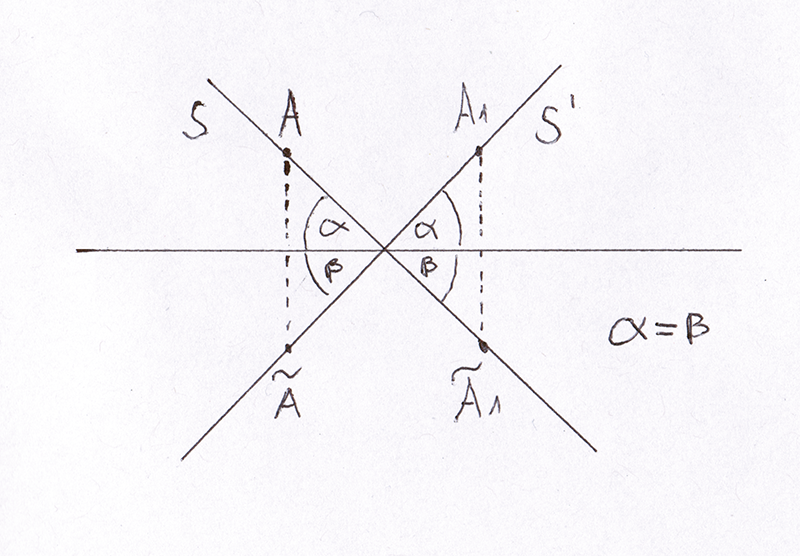 S A A₁ S'
α α
β β
α = β
Ã Ã₁